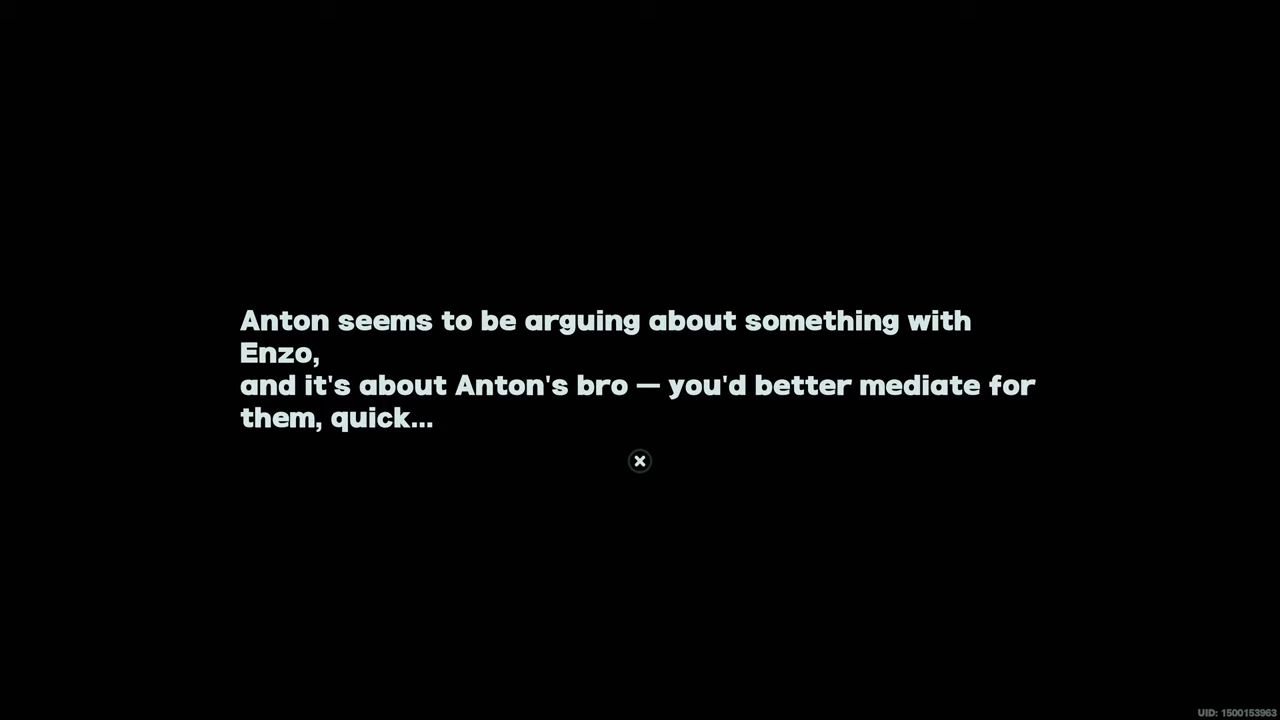 Anton seems to be arguing about something with
Enzo,
and it's about Anton's bro — you'd better mediate for
them, quick...
UID: 1500153963